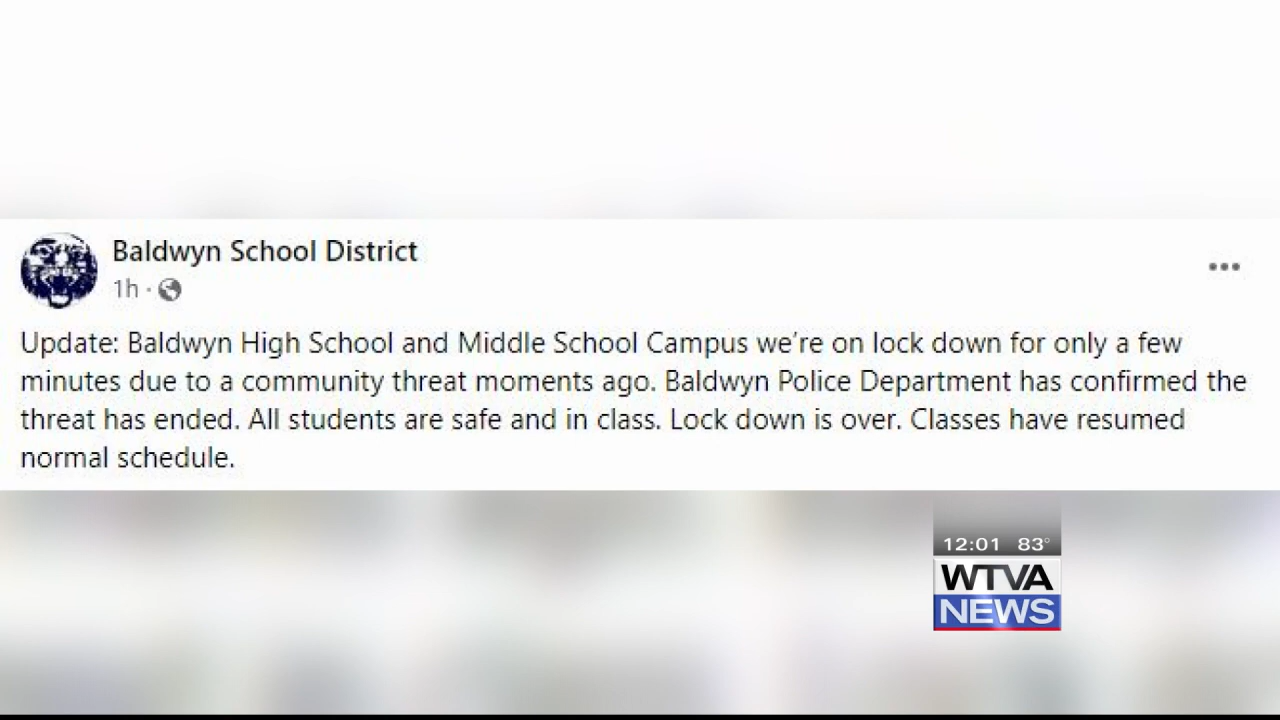 Baldwyn School District
1h ·
Update: Baldwyn High School and Middle School Campus we're on lock down for only a few
minutes due to a community threat moments ago. Baldwyn Police Department has confirmed the
threat has ended. All students are safe and in class. Lock down is over. Classes have resumed
normal schedule.
12:01 83°
WTVA
NEWS